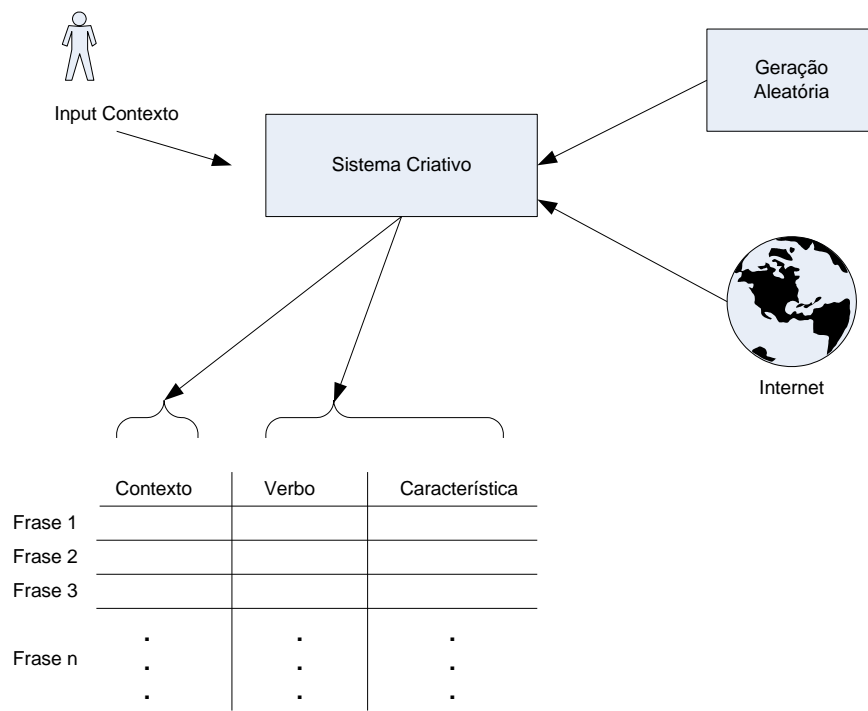 Input Contexto
Sistema Criativo
Geração
Aleatória
Internet
Contexto Verbo Característica
Frase 1
Frase 2
Frase 3
Frase n